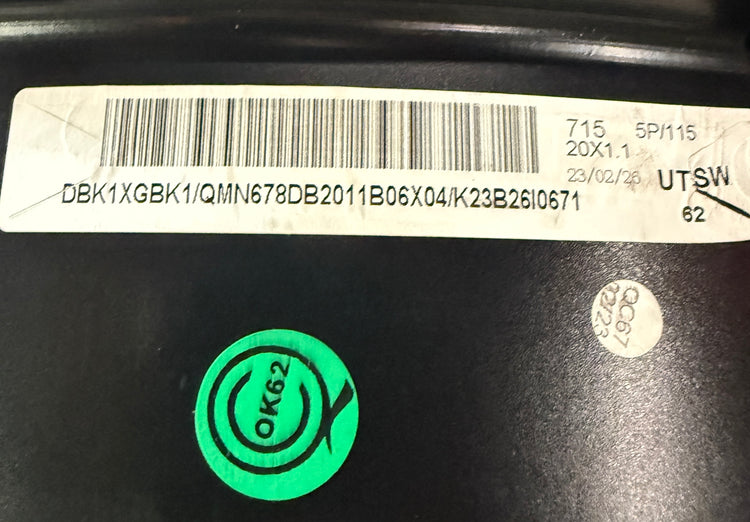 715 5P/115
20X1.1
23/02/26 UTSW
DBK1XGBK1/QMN678DB2011B06X04/K23B26I0671
62
QC67
OK62